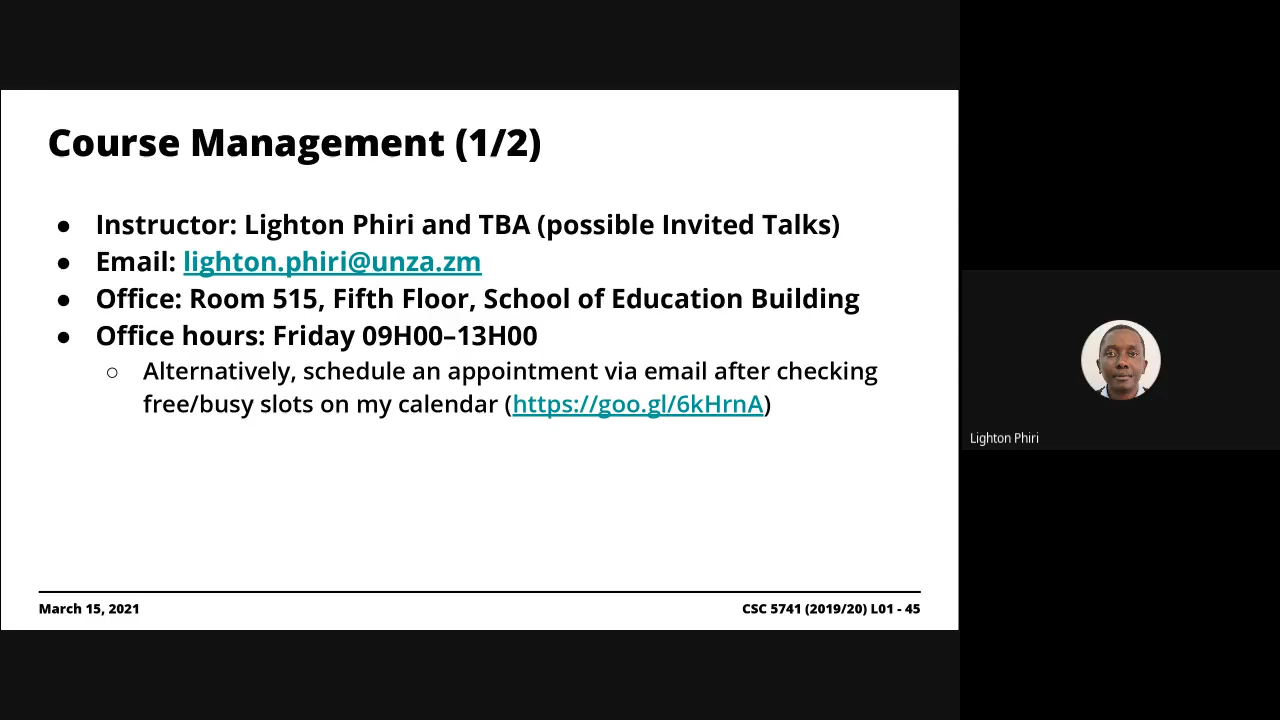 Course Management (1/2)
● Instructor: Lighton Phiri and TBA (possible Invited Talks)
● Email: lighton.phiri@unza.zm
● Office: Room 515, Fifth Floor, School of Education Building
● Office hours: Friday 09H00–13H00
○ Alternatively, schedule an appointment via email after checking
free/busy slots on my calendar (https://goo.gl/6kHrnA)
March 15, 2021
CSC 5741 (2019/20) L01 - 45
Lighton Phiri